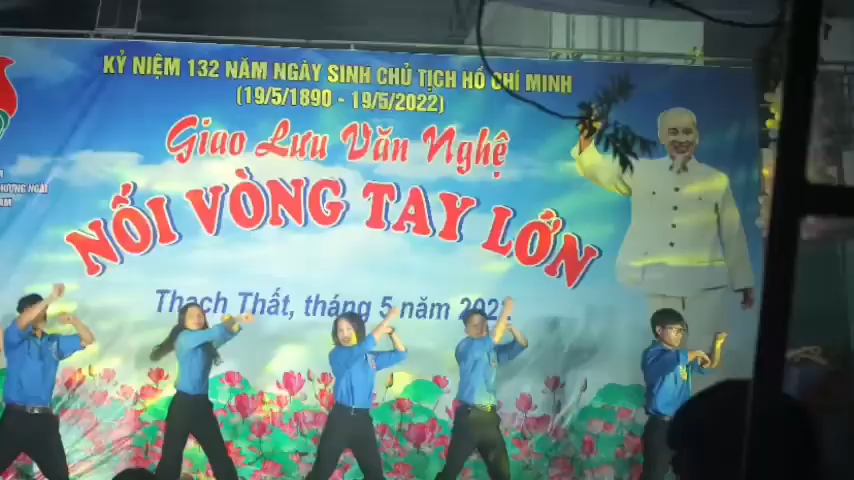 KỶ NIỆM 132 NĂM NGÀY SINH CHỦ TỊCH HỒ CHÍ MINH
(19/5/1890 - 19/5/2022)
Giao Lưu Văn Nghệ
NỐI VÒNG TAY LỚN
Thạch Thất, tháng 5 năm 2022